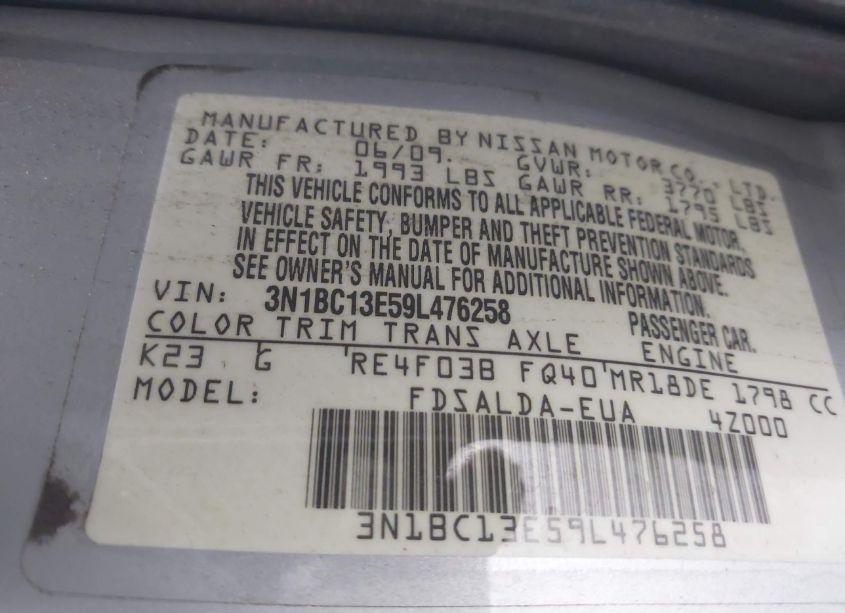 MANUFACTURED BY NISSAN MOTOR CO., LTD.
DATE: 06/09. GVWR: 3770 LBS
GAWR FR: 1993 LBS GAWR RR: 1795 LBS
THIS VEHICLE CONFORMS TO ALL APPLICABLE FEDERAL MOTOR
VEHICLE SAFETY, BUMPER AND THEFT PREVENTION STANDARDS
IN EFFECT ON THE DATE OF MANUFACTURE SHOWN ABOVE.
SEE OWNER'S MANUAL FOR ADDITIONAL INFORMATION.
VIN: 3N1BC13E59L476258 PASSENGER CAR.
COLOR TRIM TRANS AXLE ENGINE
K23 G RE4F03B FQ40 MR18DE 1798 CC
MODEL: FDSALDA-EUA 4Z000
3N1BC13E59L476258